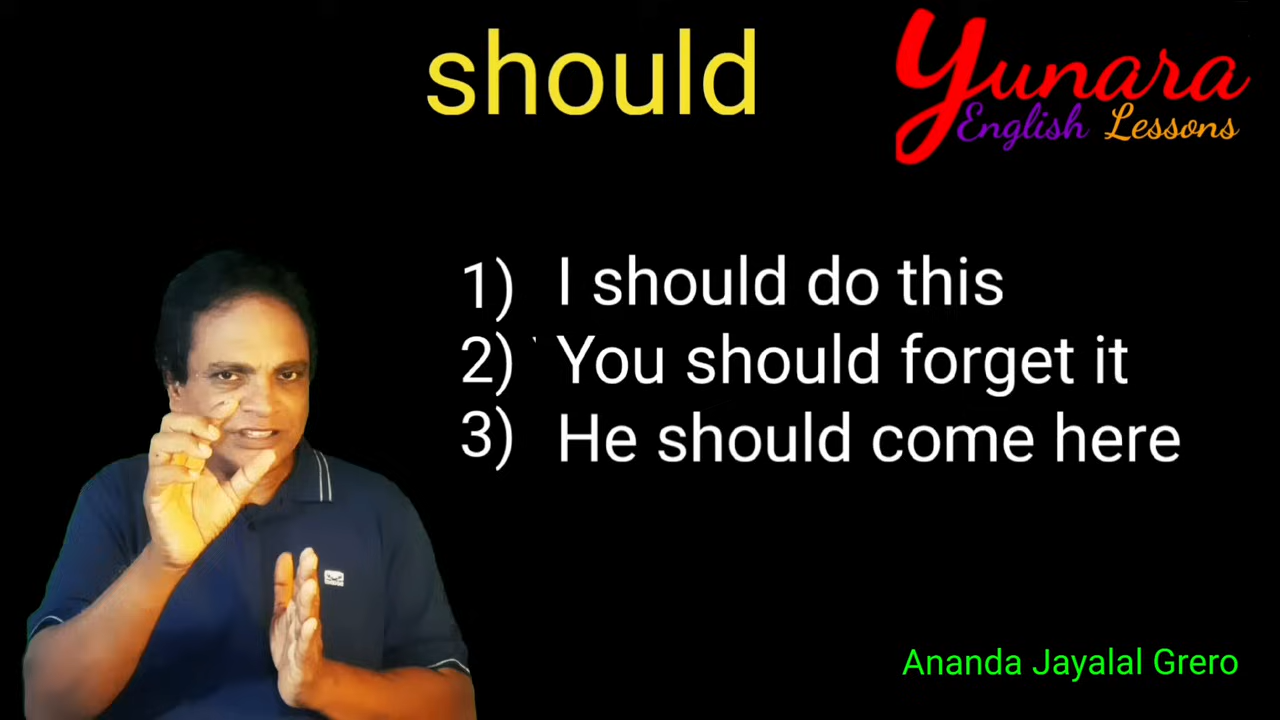 should
Yunara
English Lessons
1) I should do this
2) You should forget it
3) He should come here
Ananda Jayalal Grero